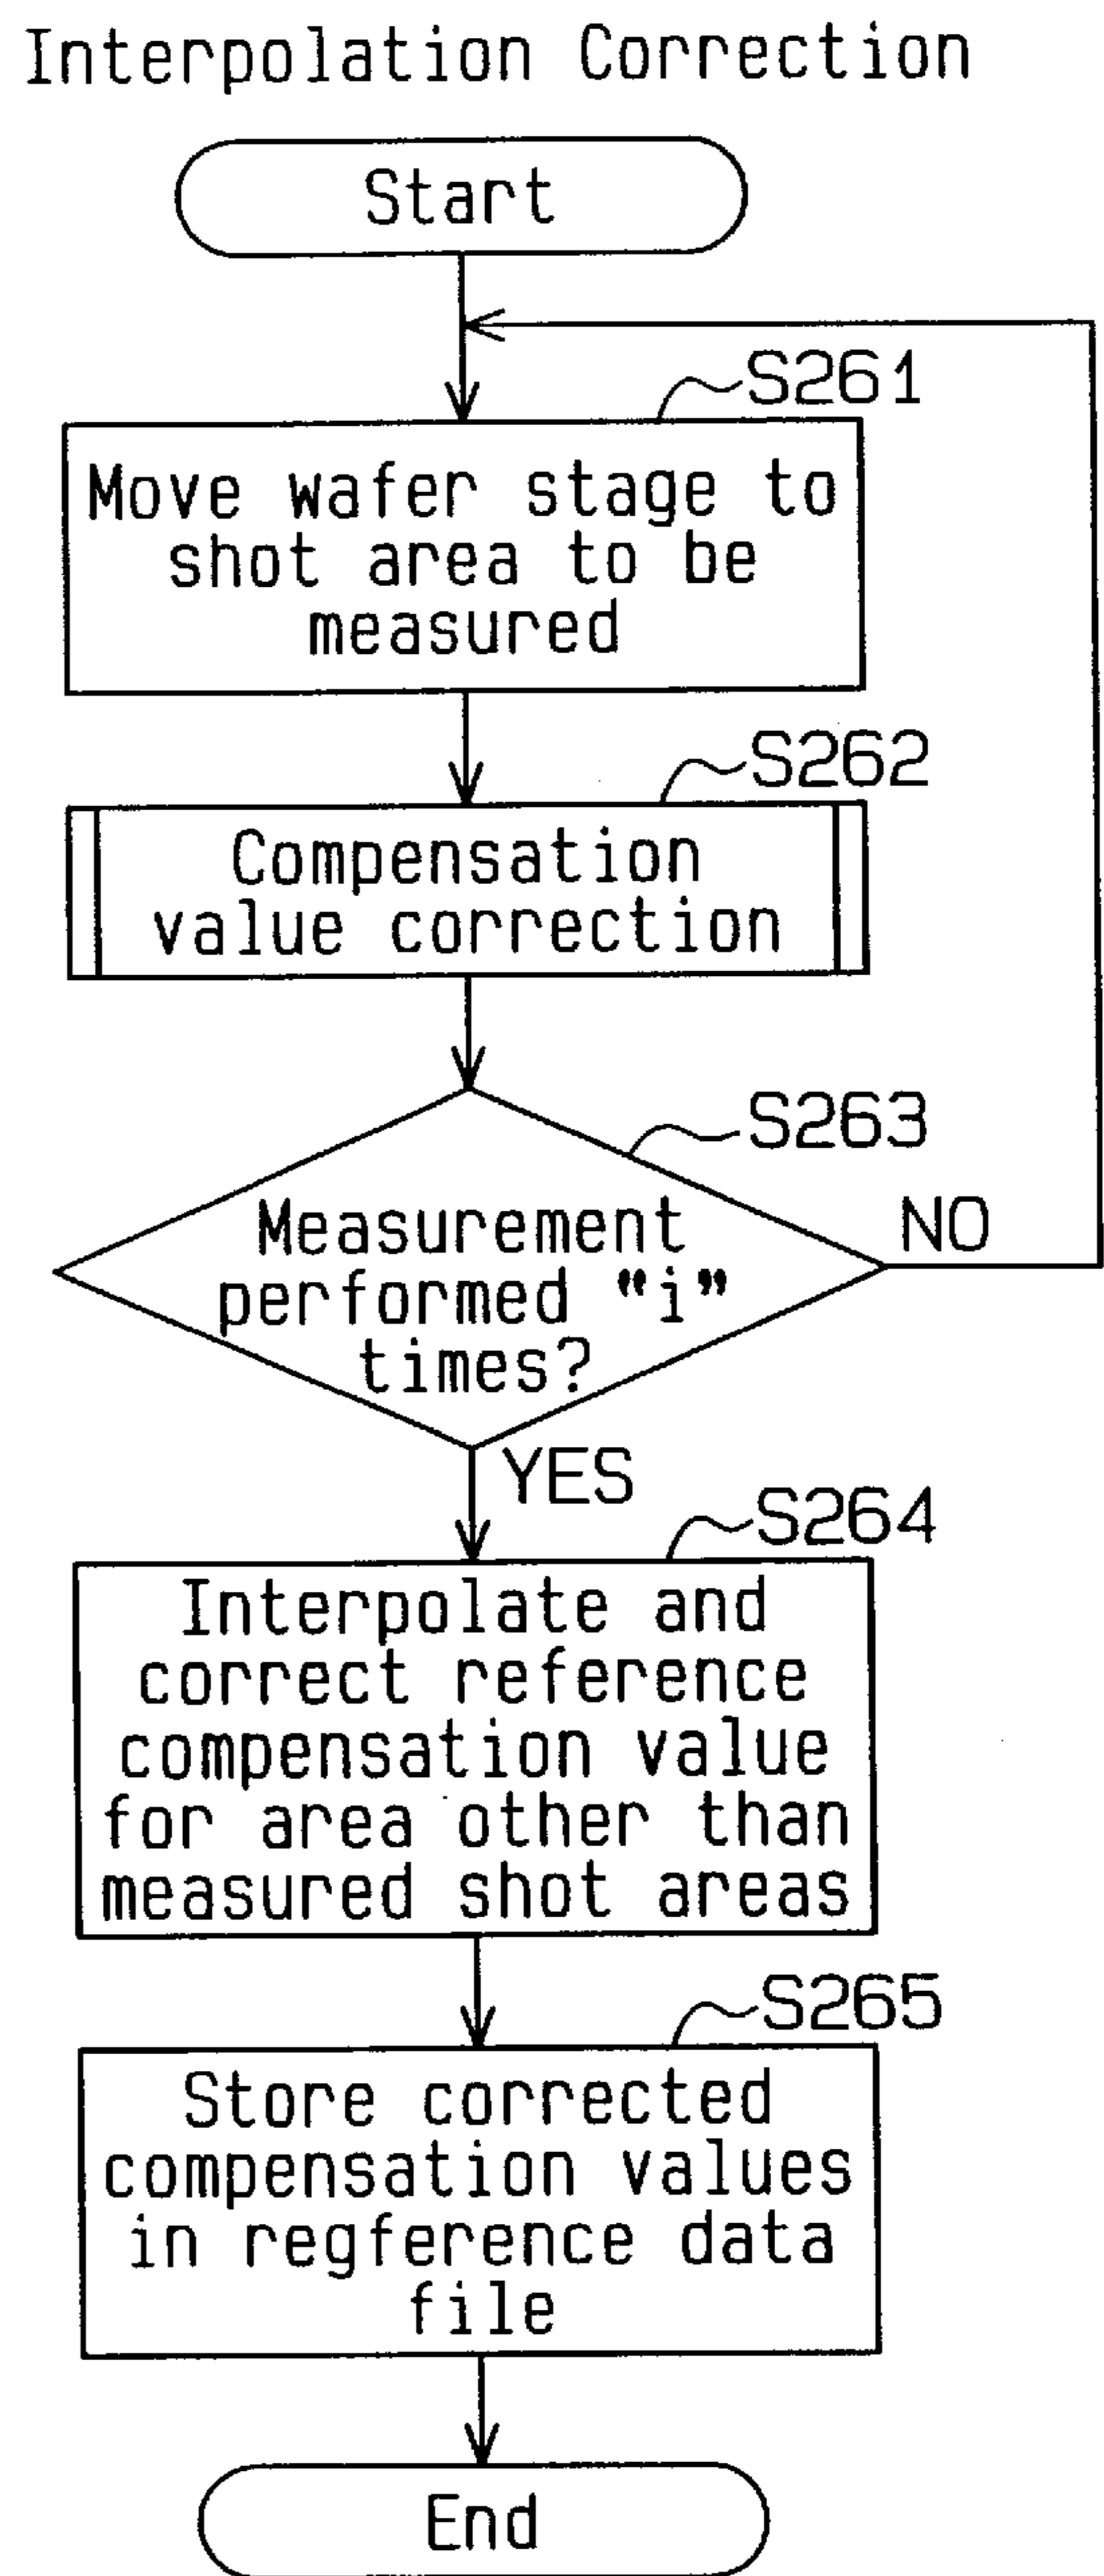 Interpolation Correction
Start
S261
Move wafer stage to
shot area to be
measured
S262
Compensation
value correction
S263
Measurement
performed "i"
times?
NO
YES
S264
Interpolate and
correct reference
compensation value
for area other than
measured shot areas
S265
Store corrected
compensation values
in regference data
file
End